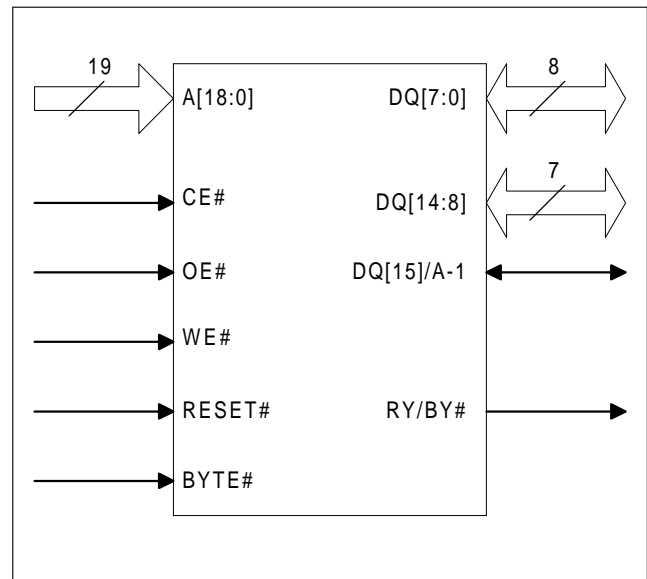 19
8
A[18:0]
DQ[7:0]
7
CE#
DQ[14:8]
OE#
DQ[15]/A-1
WE#
RESET#
RY/BY#
BYTE#